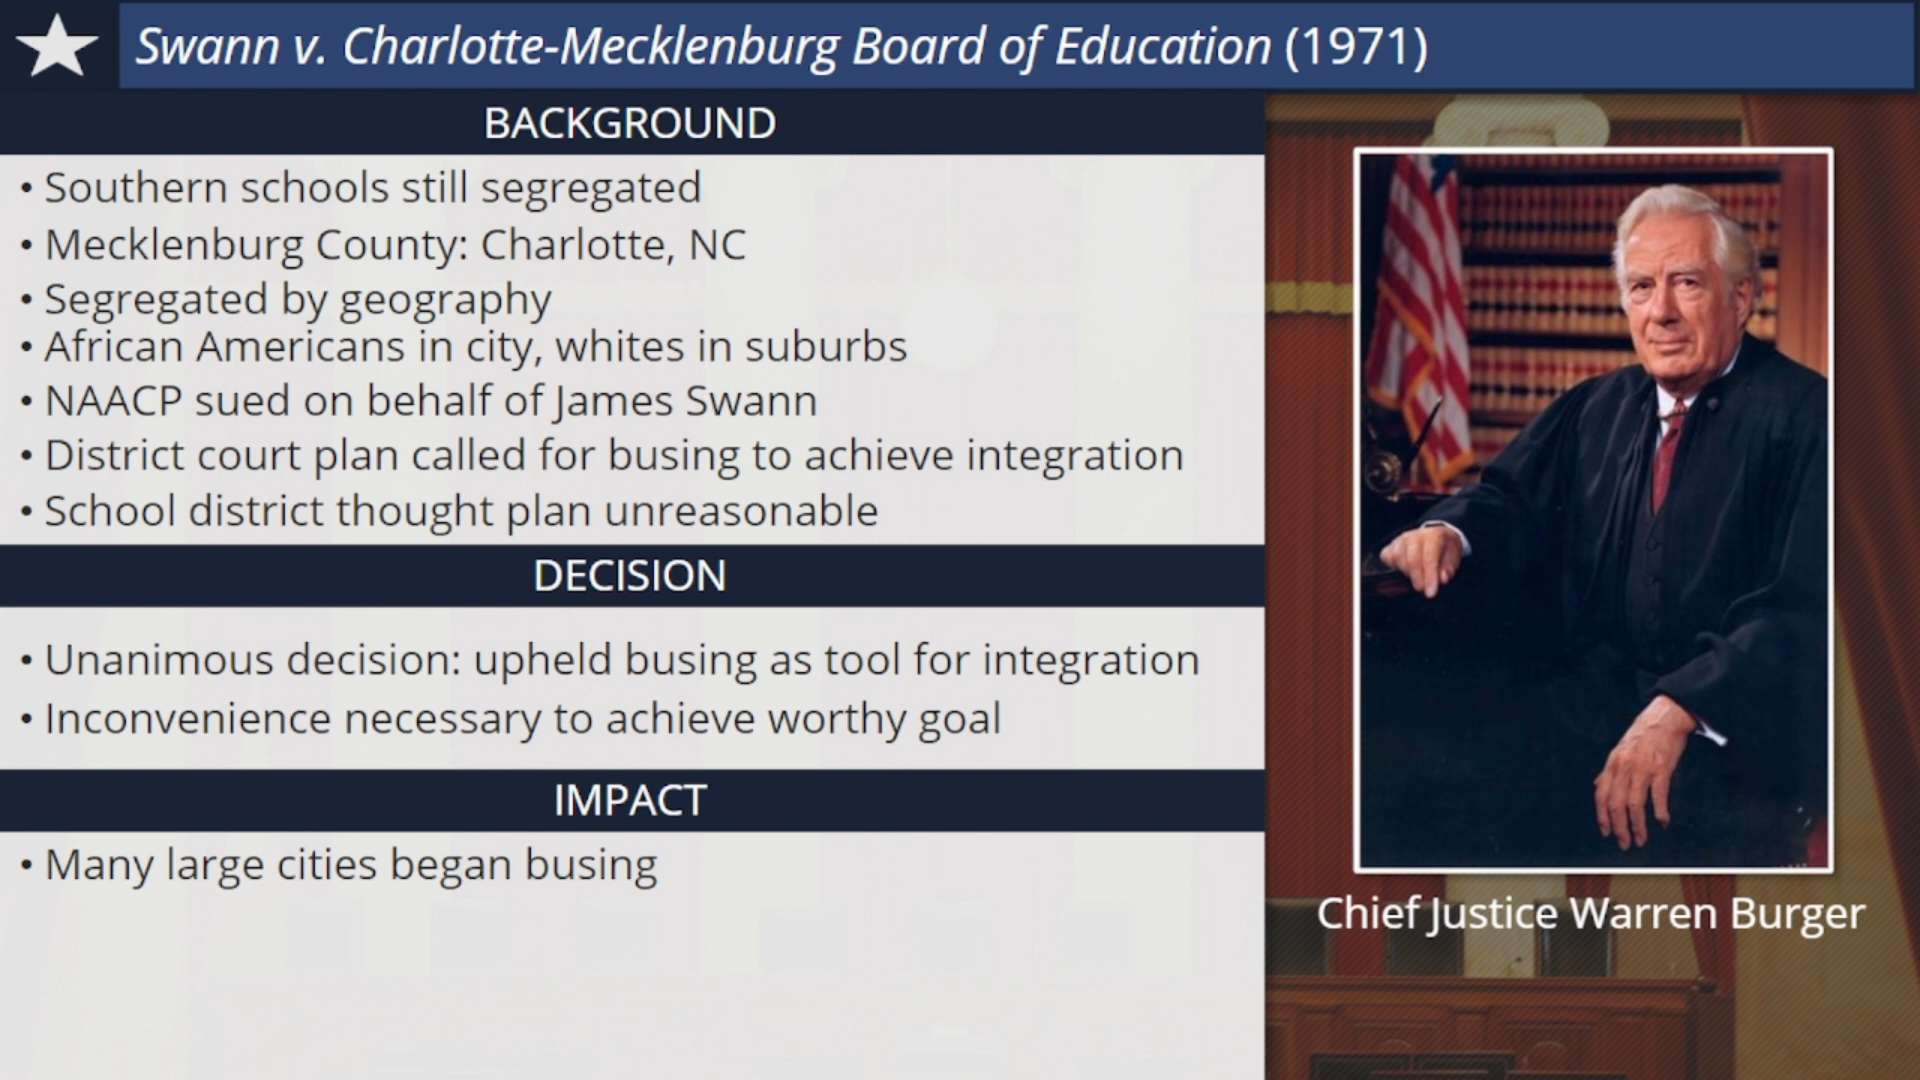 Swann v. Charlotte-Mecklenburg Board of Education (1971)
BACKGROUND
• Southern schools still segregated
• Mecklenburg County: Charlotte, NC
• Segregated by geography
• African Americans in city, whites in suburbs
• NAACP sued on behalf of James Swann
• District court plan called for busing to achieve integration
• School district thought plan unreasonable
DECISION
• Unanimous decision: upheld busing as tool for integration
• Inconvenience necessary to achieve worthy goal
IMPACT
• Many large cities began busing
Chief Justice Warren Burger